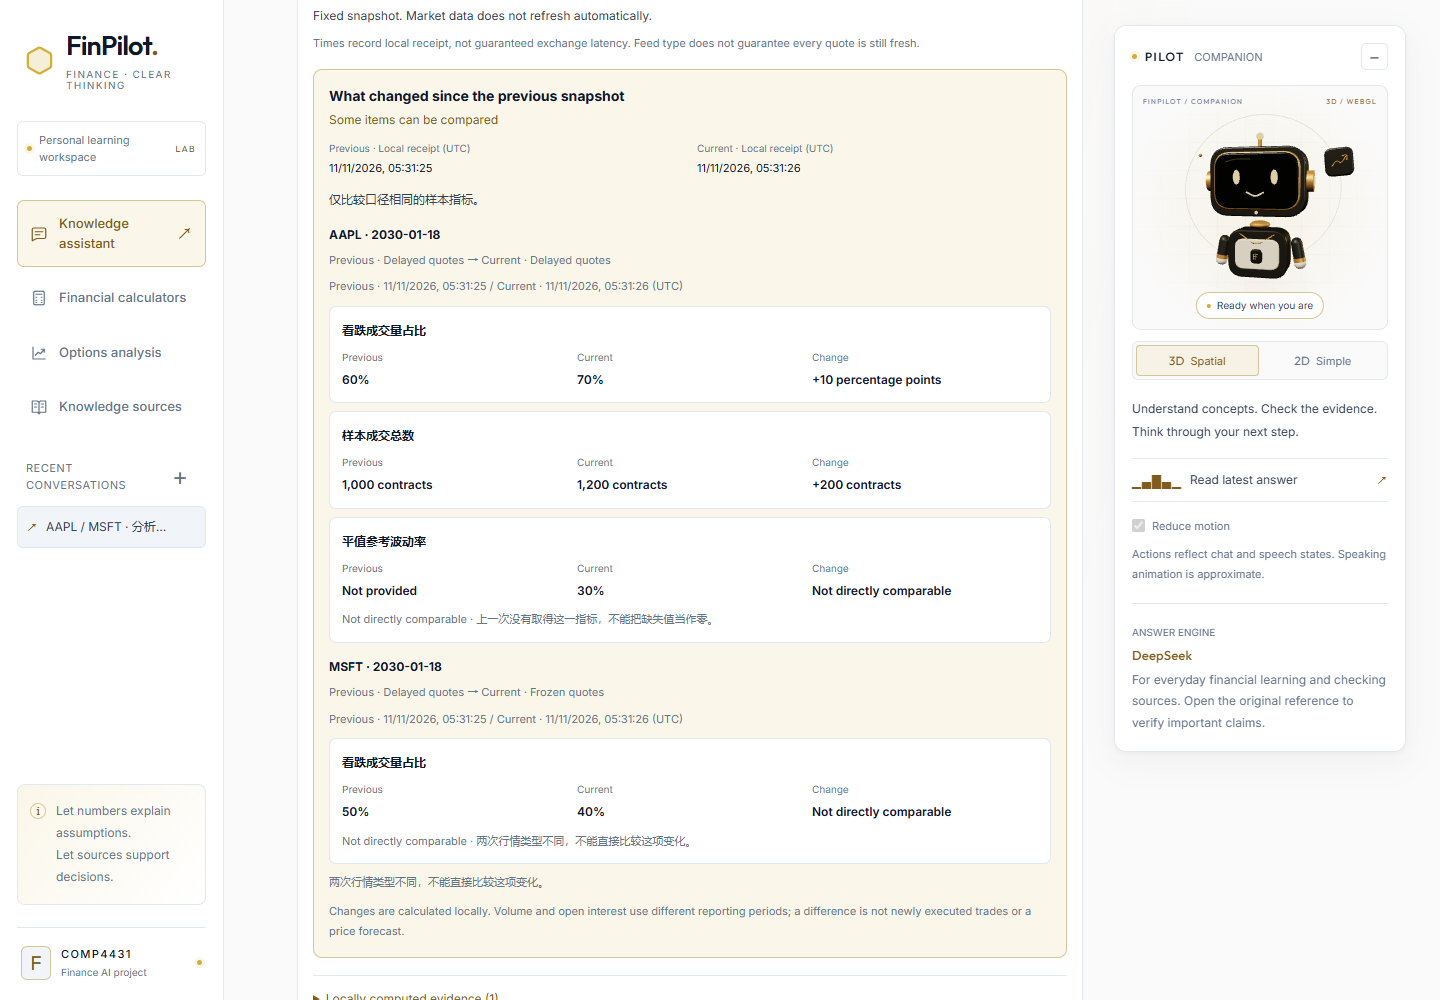 FinPilot.
FINANCE · CLEAR
THINKING
Personal learning
workspace
LAB
Knowledge
assistant
Financial calculators
Options analysis
Knowledge sources
RECENT
CONVERSATIONS
AAPL / MSFT · 分析...
Let numbers explain
assumptions.
Let sources support
decisions.
F
COMP4431
Finance AI project
Fixed snapshot. Market data does not refresh automatically.
Times record local receipt, not guaranteed exchange latency. Feed type does not guarantee every quote is still fresh.
What changed since the previous snapshot
Some items can be compared
Previous · Local receipt (UTC)
Current · Local receipt (UTC)
11/11/2026, 05:31:25
11/11/2026, 05:31:26
仅比较口径相同的样本指标。
AAPL · 2030-01-18
Previous · Delayed quotes → Current · Delayed quotes
Previous · 11/11/2026, 05:31:25 / Current · 11/11/2026, 05:31:26 (UTC)
看跌成交量占比
Previous
Current
Change
60%
70%
+10 percentage points
样本成交总数
Previous
Current
Change
1,000 contracts
1,200 contracts
+200 contracts
平值参考波动率
Previous
Current
Change
Not provided
30%
Not directly comparable
Not directly comparable · 上一次没有取得这一指标，不能把缺失值当作零。
MSFT · 2030-01-18
Previous · Delayed quotes → Current · Frozen quotes
Previous · 11/11/2026, 05:31:25 / Current · 11/11/2026, 05:31:26 (UTC)
看跌成交量占比
Previous
Current
Change
50%
40%
Not directly comparable
Not directly comparable · 两次行情类型不同，不能直接比较这项变化。
两次行情类型不同，不能直接比较这项变化。
Changes are calculated locally. Volume and open interest use different reporting periods; a difference is not newly executed trades or a
price forecast.
Locally computed evidence (1)
PILOT COMPANION
FINPILOT / COMPANION
3D / WEBGL
F
Ready when you are
3D Spatial
2D Simple
Understand concepts. Check the evidence.
Think through your next step.
Read latest answer
Reduce motion
Actions reflect chat and speech states. Speaking
animation is approximate.
ANSWER ENGINE
DeepSeek
For everyday financial learning and checking
sources. Open the original reference to
verify important claims.